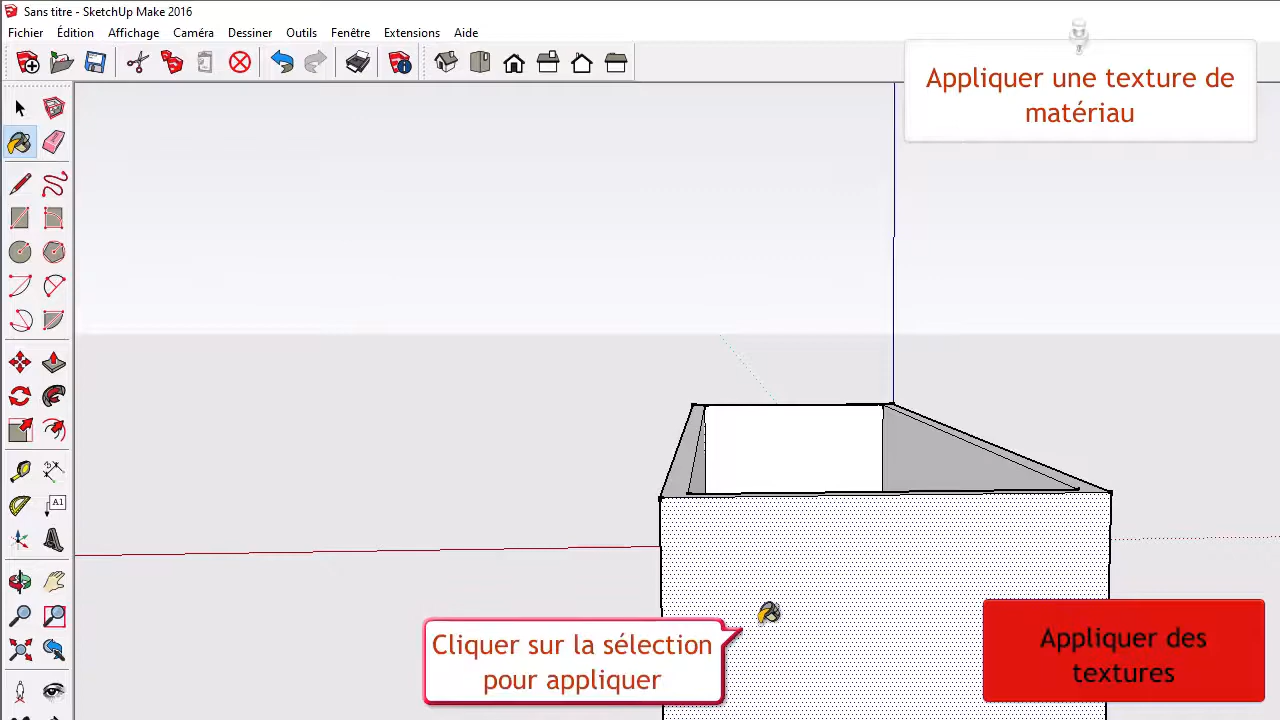 Sans titre - SketchUp Make 2016
Fichier Édition Affichage Caméra Dessiner Outils Fenêtre Extensions Aide
Appliquer une texture de
matériau
A1
Cliquer sur la sélection
pour appliquer
Appliquer des
textures